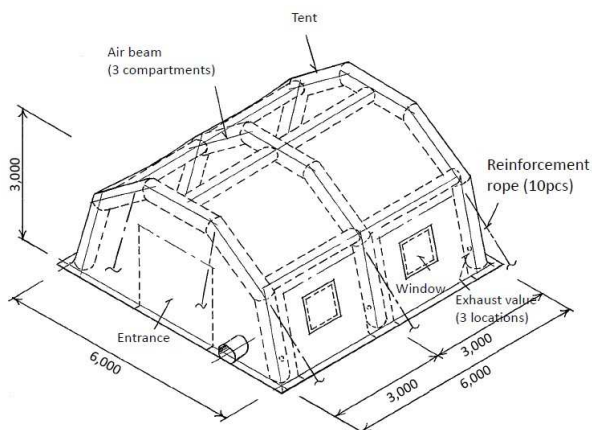 Tent
Air beam
(3 compartments)
3,000
Reinforcement
rope (10pcs)
Window
Exhaust value
(3 locations)
Entrance
6,000
3,000
3,000
6,000